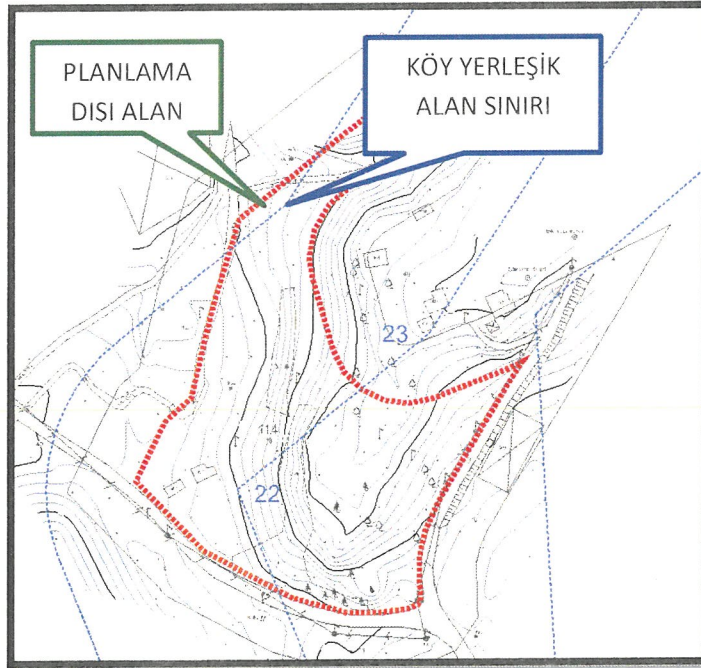 PLANLAMA
DIŞI ALAN
KÖY YERLEŞİK
ALAN SINIRI
23
114
22